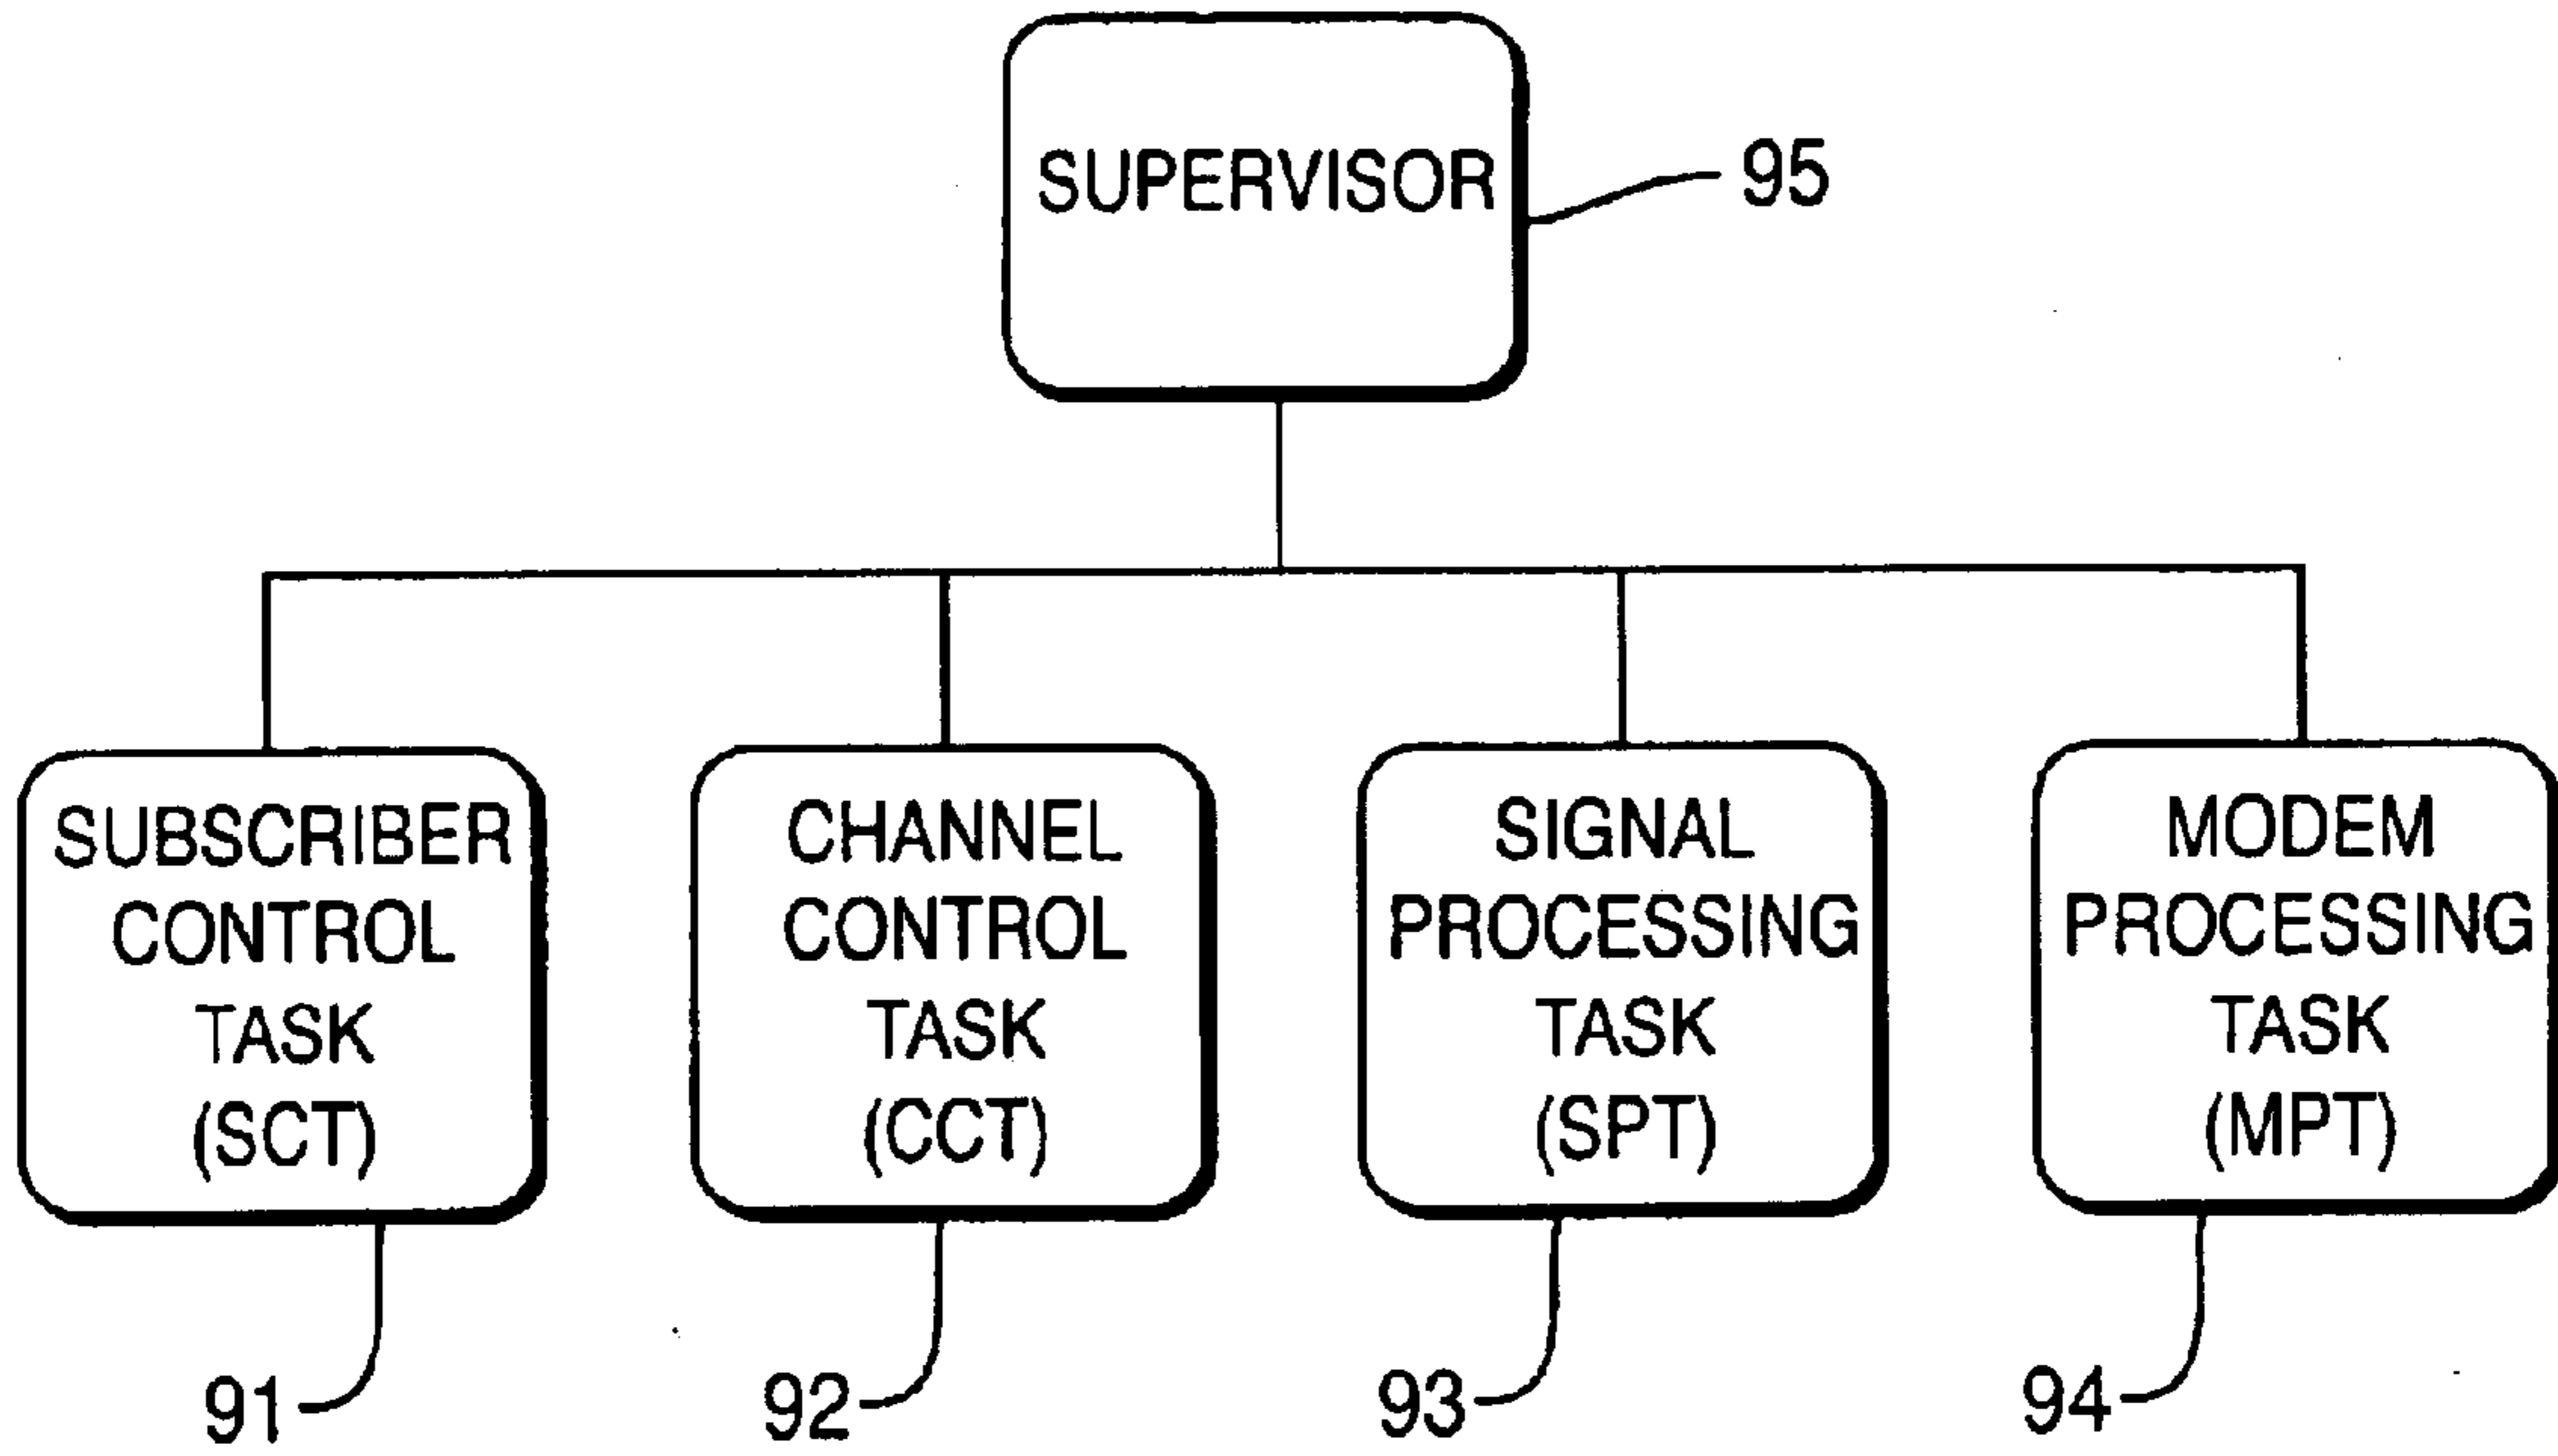 SUPERVISOR
95
SUBSCRIBER
CONTROL
TASK
(SCT)
CHANNEL
CONTROL
TASK
(CCT)
SIGNAL
PROCESSING
TASK
(SPT)
MODEM
PROCESSING
TASK
(MPT)
91
92
93
94